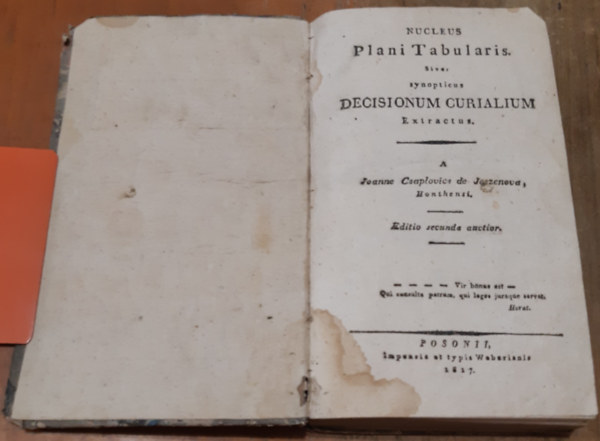 NUCLEUS
Plani Tabularis.
Sive:
synopticus
DECISIONUM CURIALIUM
Extractus.
A
Joanne Csaplovics de Jeszenova,
Honthensi.
Editio secunda auctior.
— — — — Vir bonus est —
Qui consulta patrum, qui leges juraque servat.
Horat.
POSONII,
Impensis et typis Weberianis
1817.